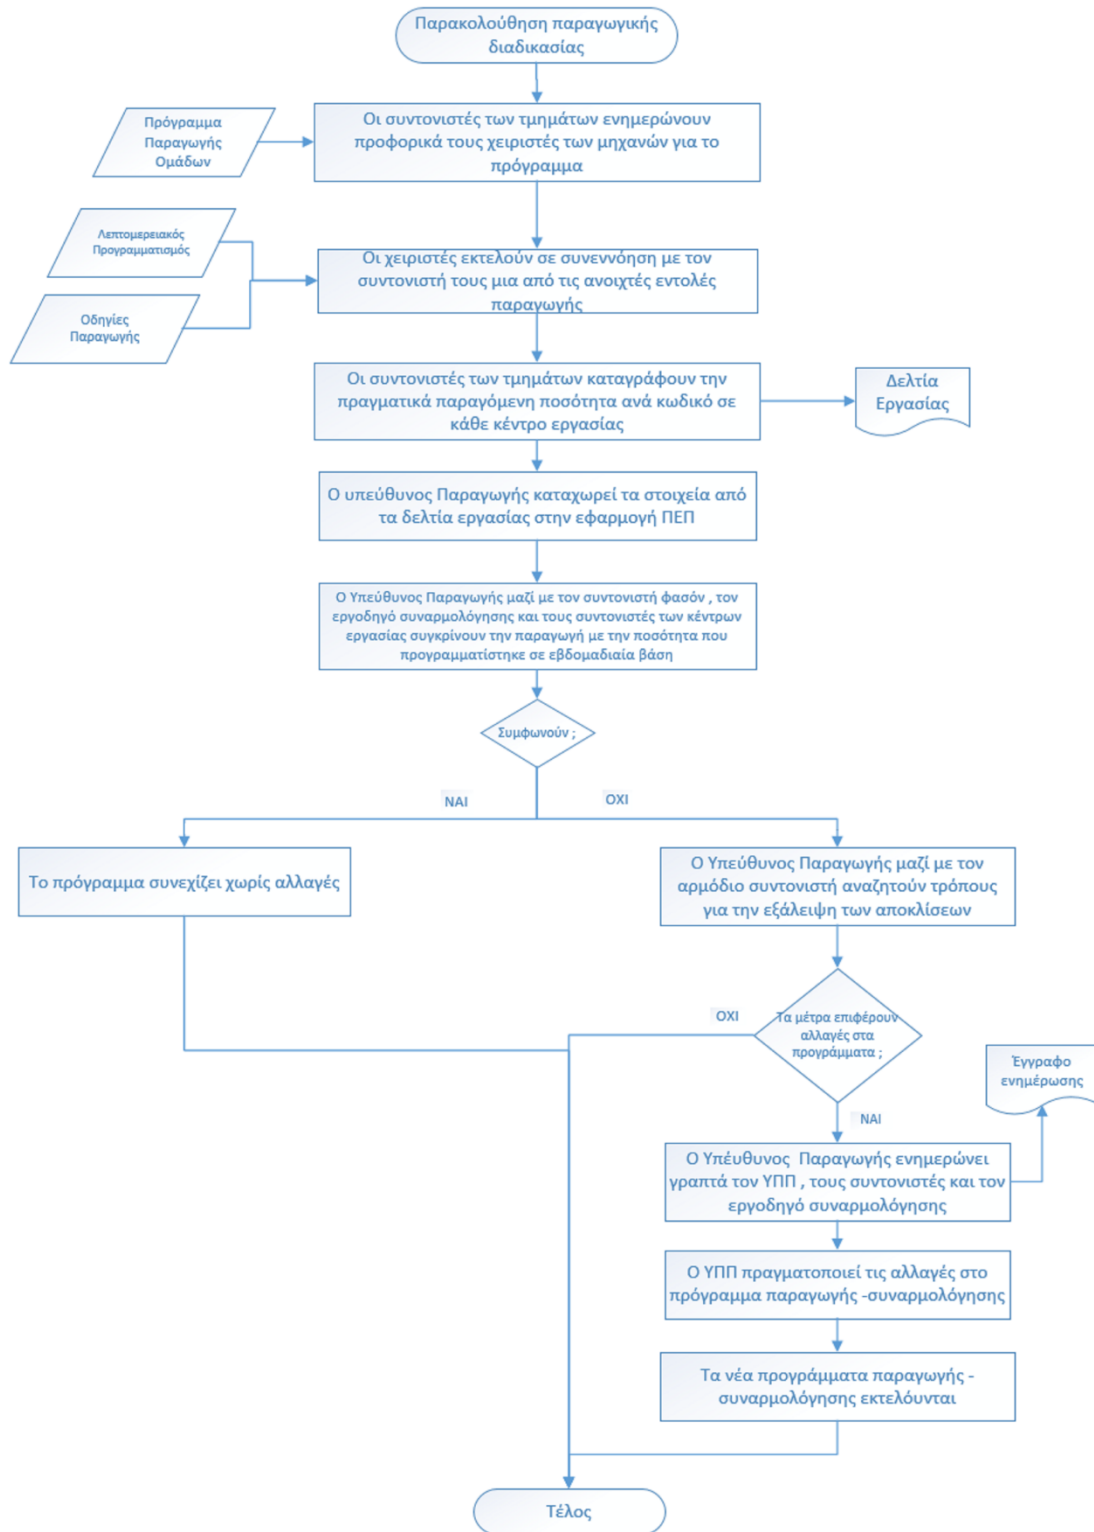 Παρακολούθηση παραγωγικής
διαδικασίας
Πρόγραμμα
Παραγωγής
Ομάδων
Οι συντονιστές των τμημάτων ενημερώνουν
προφορικά τους χειριστές των μηχανών για το
πρόγραμμα
Λεπτομερειακός
Προγραμματισμός
Οδηγίες
Παραγωγής
Οι χειριστές εκτελούν σε συνεννόηση με τον
συντονιστή τους μια από τις ανοιχτές εντολές
παραγωγής
Οι συντονιστές των τμημάτων καταγράφουν την
πραγματικά παραγόμενη ποσότητα ανά κωδικό σε
κάθε κέντρο εργασίας
Δελτία
Εργασίας
Ο υπεύθυνος Παραγωγής καταχωρεί τα στοιχεία από
τα δελτία εργασίας στην εφαρμογή ΠΕΠ
Ο Υπεύθυνος Παραγωγής μαζί με τον συντονιστή φασόν , τον
εργοδηγό συναρμολόγησης και τους συντονιστές των κέντρων
εργασίας συγκρίνουν την παραγωγή με την ποσότητα που
προγραμματίστηκε σε εβδομαδιαία βάση
Συμφωνούν ;
ΝΑΙ
ΟΧΙ
Το πρόγραμμα συνεχίζει χωρίς αλλαγές
Ο Υπεύθυνος Παραγωγής μαζί με τον
αρμόδιο συντονιστή αναζητούν τρόπους
για την εξάλειψη των αποκλίσεων
ΟΧΙ
Τα μέτρα επιφέρουν
αλλαγές στα
προγράμματα ;
Έγγραφο
ενημέρωσης
ΝΑΙ
Ο Υπέυθυνος Παραγωγής ενημερώνει
γραπτά τον ΥΠΠ , τους συντονιστές και τον
εργοδηγό συναρμολόγησης
Ο ΥΠΠ πραγματοποιεί τις αλλαγές στο
πρόγραμμα παραγωγής -συναρμολόγησης
Τα νέα προγράμματα παραγωγής -
συναρμολόγησης εκτελούνται
Τέλος